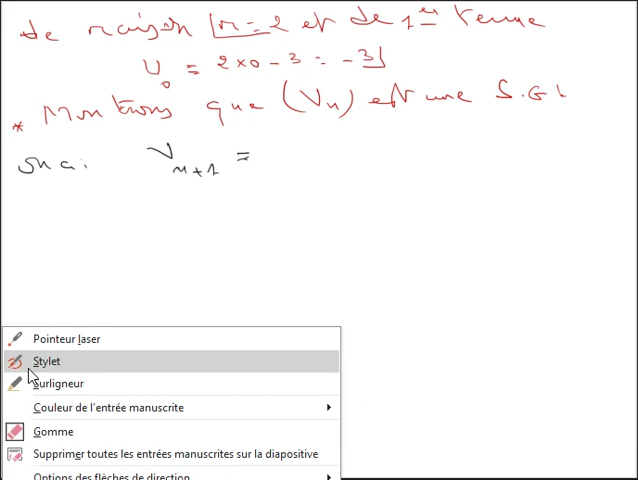 de raison r = 2 et de 1er terme
U0 = 2x0 - 3 = -3
* Montrons que (Vn) est une S.G
on a: Vn+1 =
Pointeur laser
Stylet
Surligneur
Couleur de l'entrée manuscrite
Gomme
Supprimer toutes les entrées manuscrites sur la diapositive
Options des flèches de direction